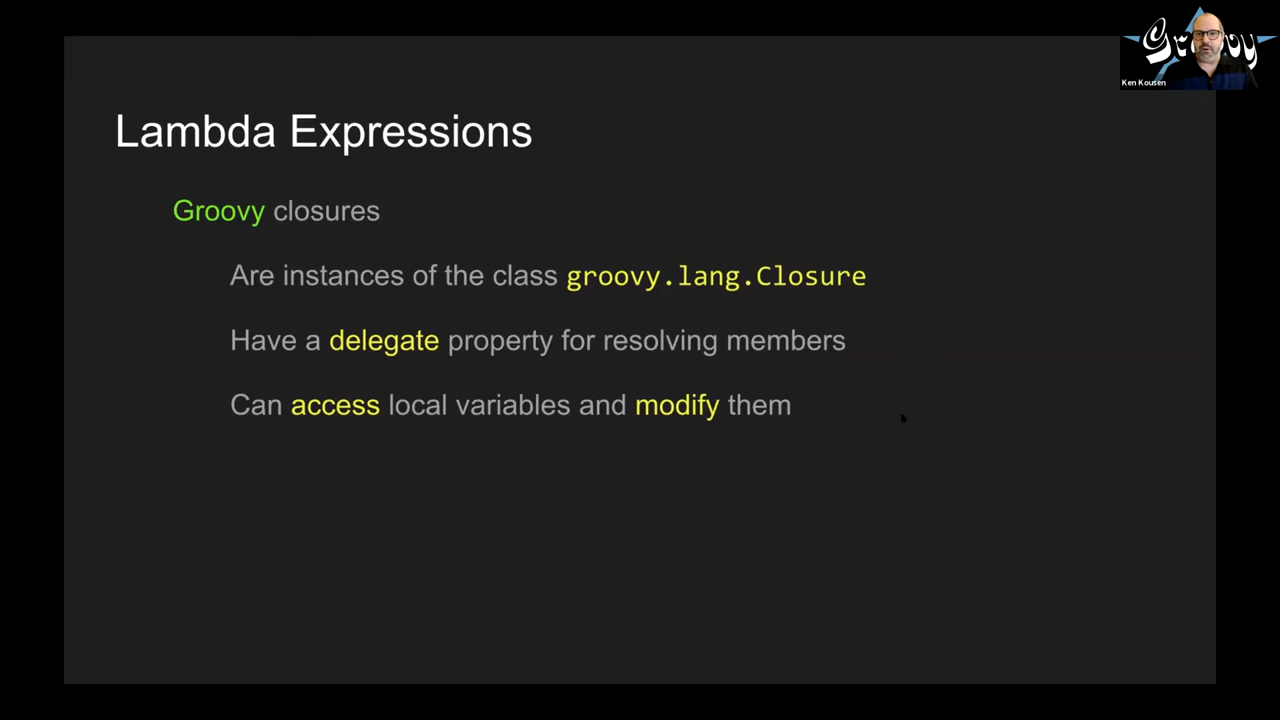 Groovy
Ken Kousen
Lambda Expressions
Groovy closures
Are instances of the class groovy.lang.Closure
Have a delegate property for resolving members
Can access local variables and modify them